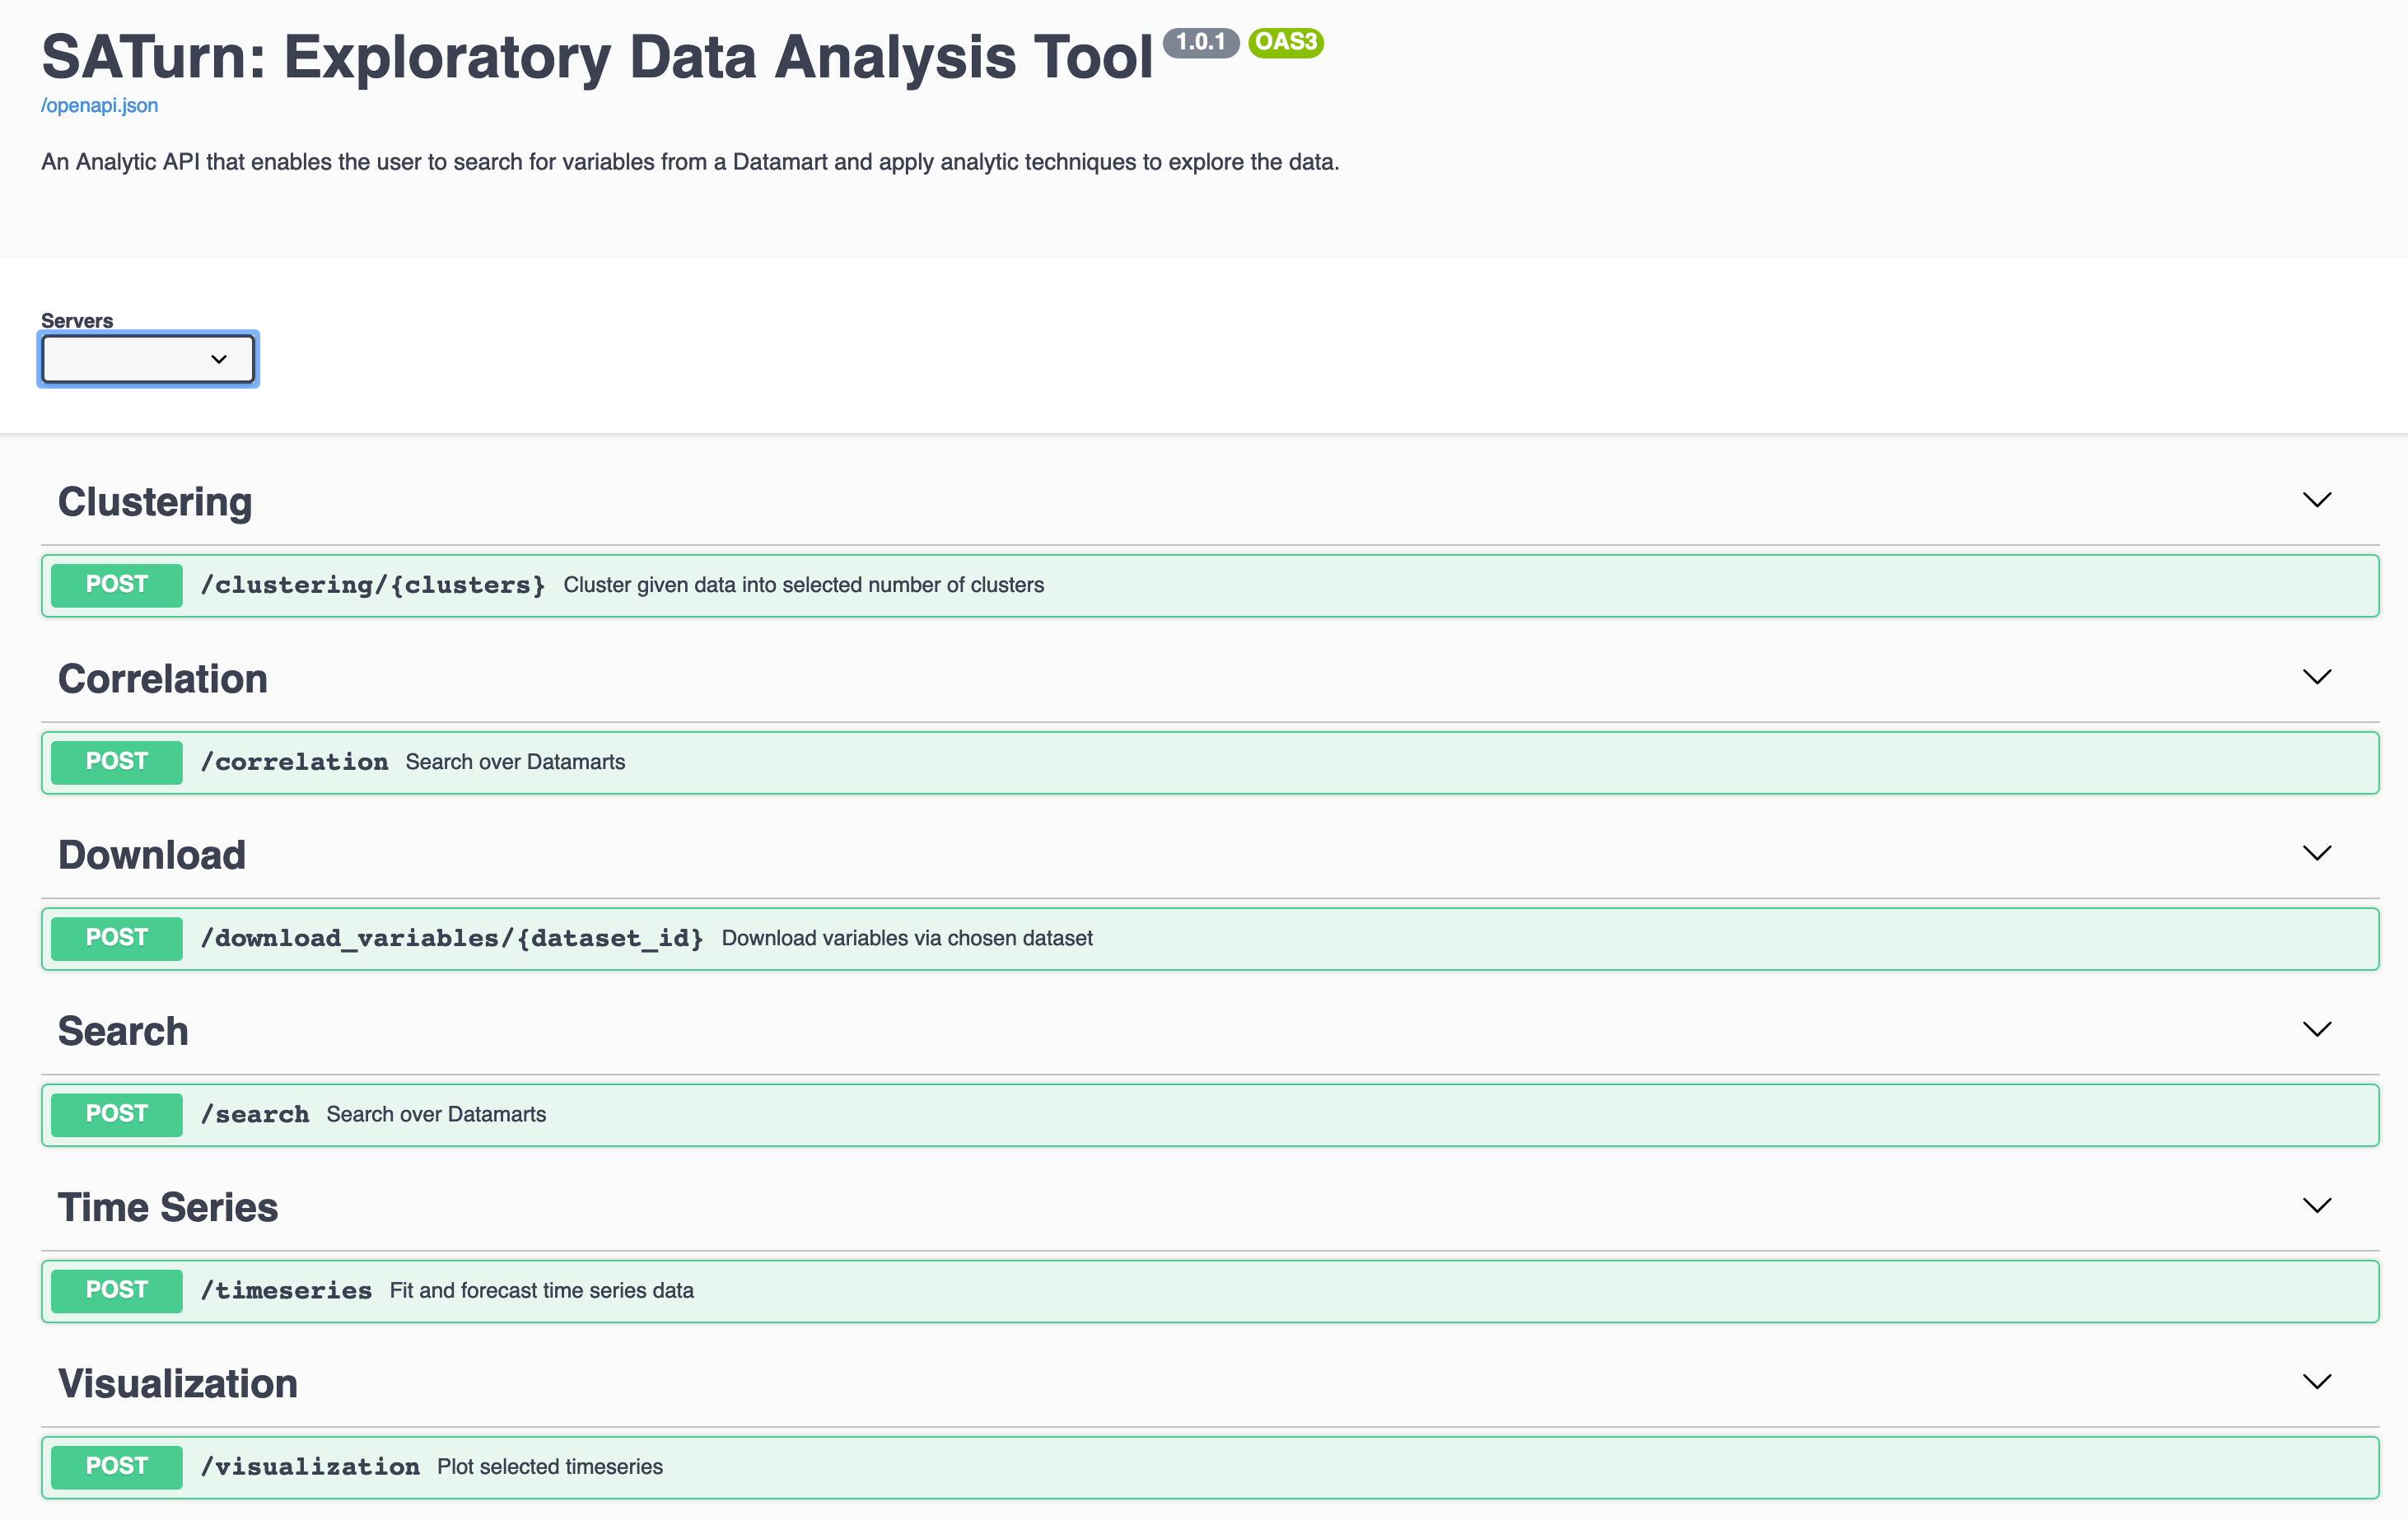 SATurn: Exploratory Data Analysis Tool 1.0.1 OAS3
/openapi.json
An Analytic API that enables the user to search for variables from a Datamart and apply analytic techniques to explore the data.
Servers
Clustering
POST /clustering/{clusters} Cluster given data into selected number of clusters
Correlation
POST /correlation Search over Datamarts
Download
POST /download_variables/{dataset_id} Download variables via chosen dataset
Search
POST /search Search over Datamarts
Time Series
POST /timeseries Fit and forecast time series data
Visualization
POST /visualization Plot selected timeseries